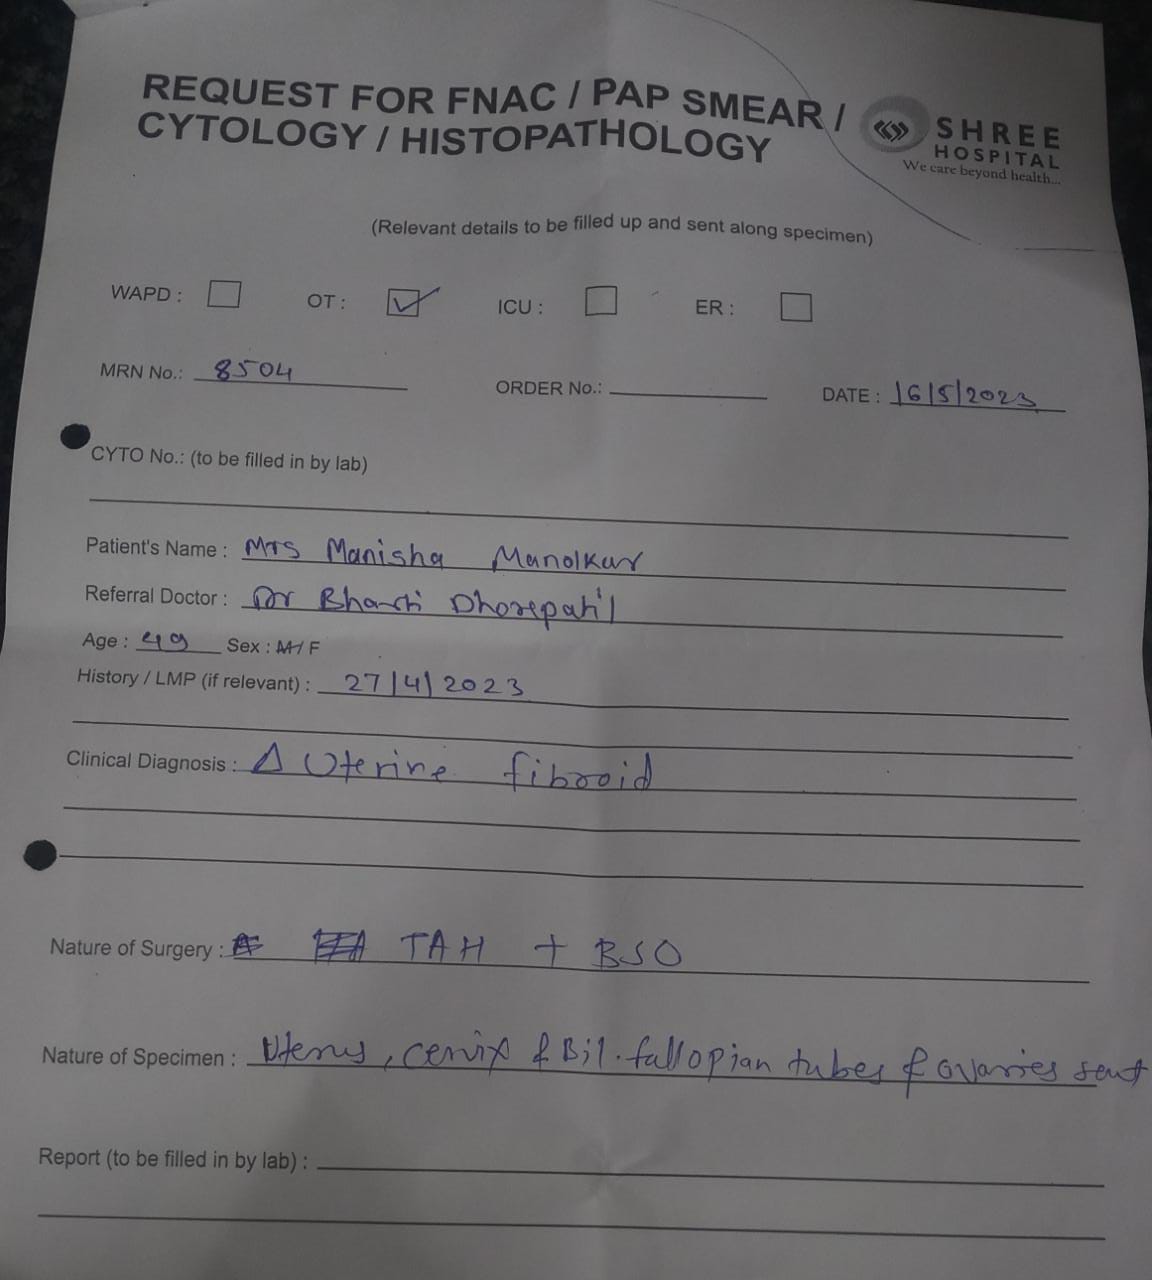 REQUEST FOR FNAC / PAP SMEAR /
CYTOLOGY / HISTOPATHOLOGY
SHREE
HOSPITAL
We care beyond health...
(Relevant details to be filled up and sent along specimen)
WAPD : OT : ICU : ER :
MRN No.: 8504 ORDER No.: DATE : 16/5/2023
CYTO No.: (to be filled in by lab)
Patient's Name : Mrs Manisha Manolkar
Referral Doctor : Dr Bharti Dhorepatil
Age : 49 Sex : M/F
History / LMP (if relevant) : 27/4/2023
Clinical Diagnosis : Δ Uterine fibroid
Nature of Surgery : TAH + BSO
Nature of Specimen : Uterus, cervix & Bil. fallopian tubes & ovaries sent
Report (to be filled in by lab) :